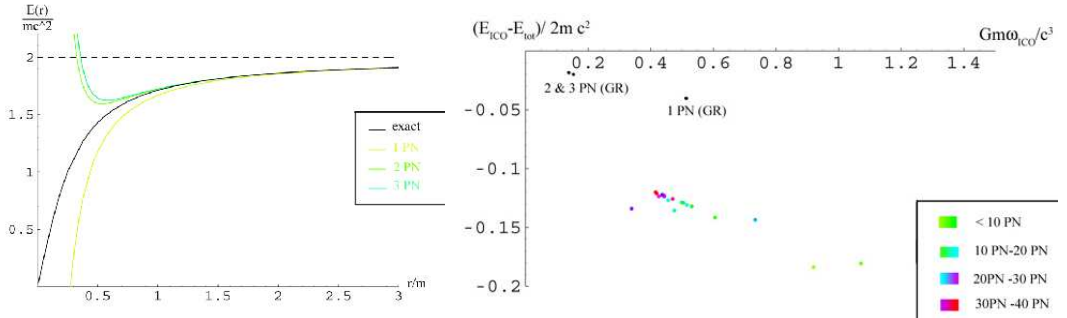 E(r)
mc^2
2
1.5
1
0.5
0.5 1 1.5 2 2.5 3
r/m
exact
1 PN
2 PN
3 PN
(E_ICO-E_tot)/ 2m c²
Gmω_ICO/c³
0.2 0.4 0.6 0.8 1 1.2 1.4
2 & 3 PN (GR)
1 PN (GR)
-0.05
-0.1
-0.15
-0.2
< 10 PN
10 PN-20 PN
20PN -30 PN
30PN -40 PN